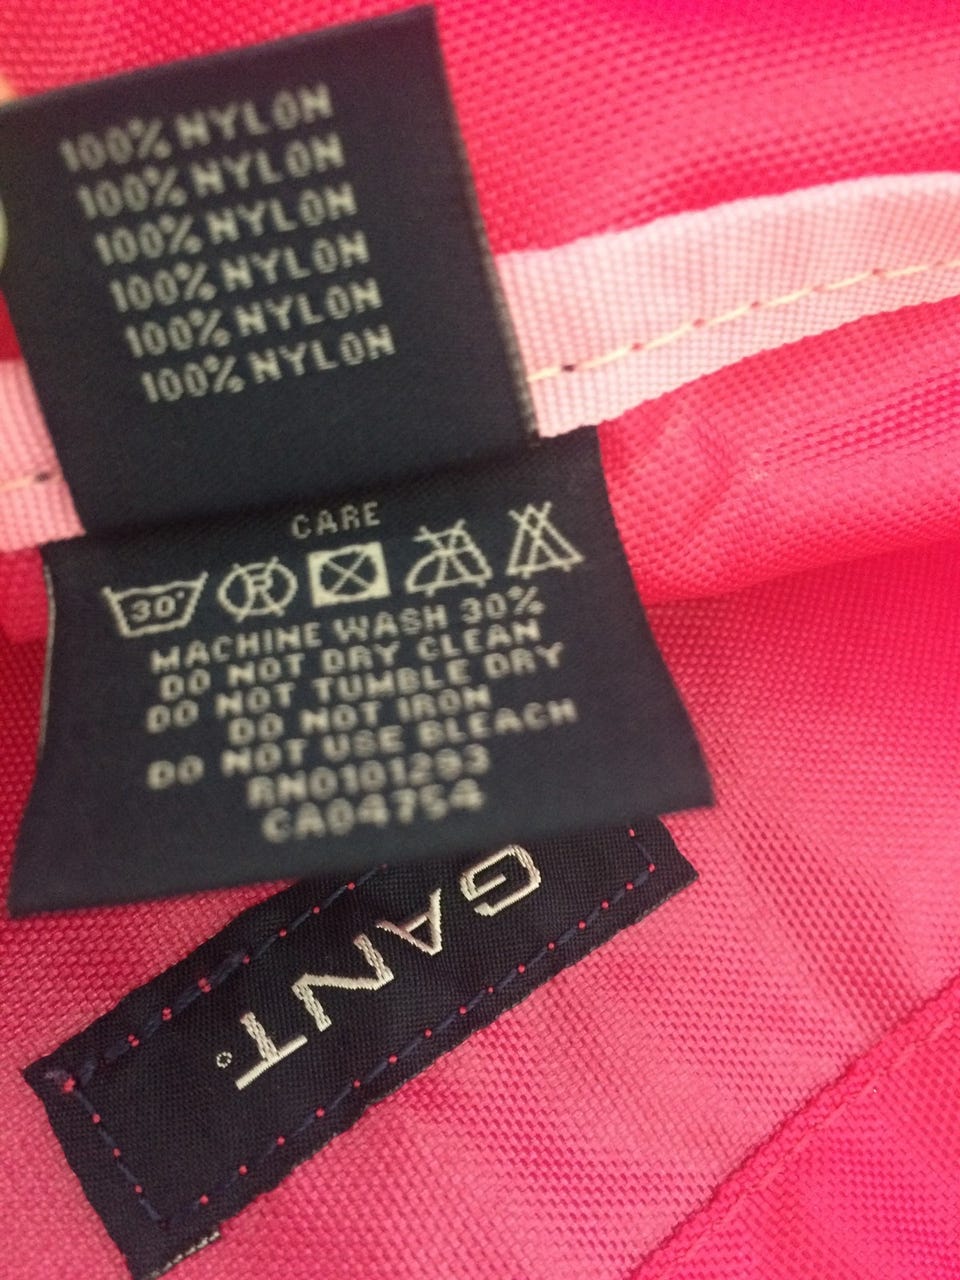 100% NYLON
100% NYLON
100% NYLON
100% NYLON
100% NYLON
100% NYLON
CARE
30° R
MACHINE WASH 30%
DO NOT DRY CLEAN
DO NOT TUMBLE DRY
DO NOT IRON
DO NOT USE BLEACH
RN0101293
CA04754
GANT